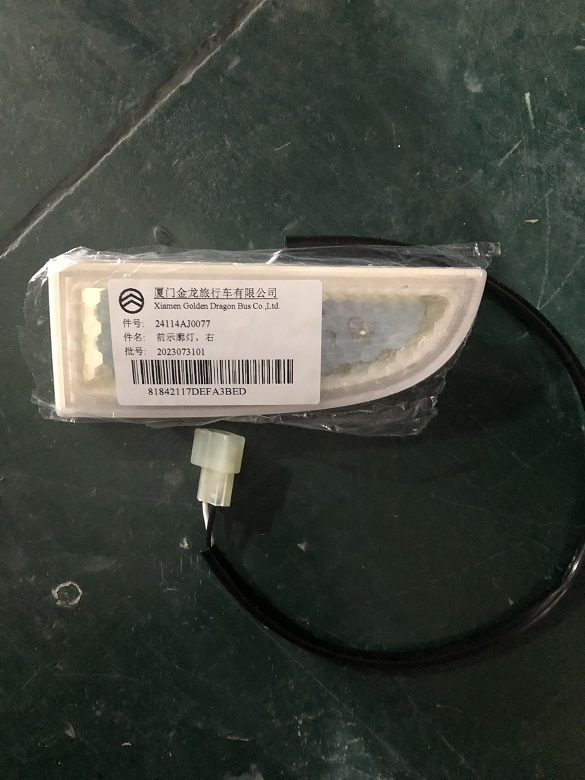 厦门金龙旅行车有限公司
Xiamen Golden Dragon Bus Co.,Ltd.
件号: 24114AJ0077
件名: 前示廓灯，右
批号: 2023073101
81842117DEFA3BED